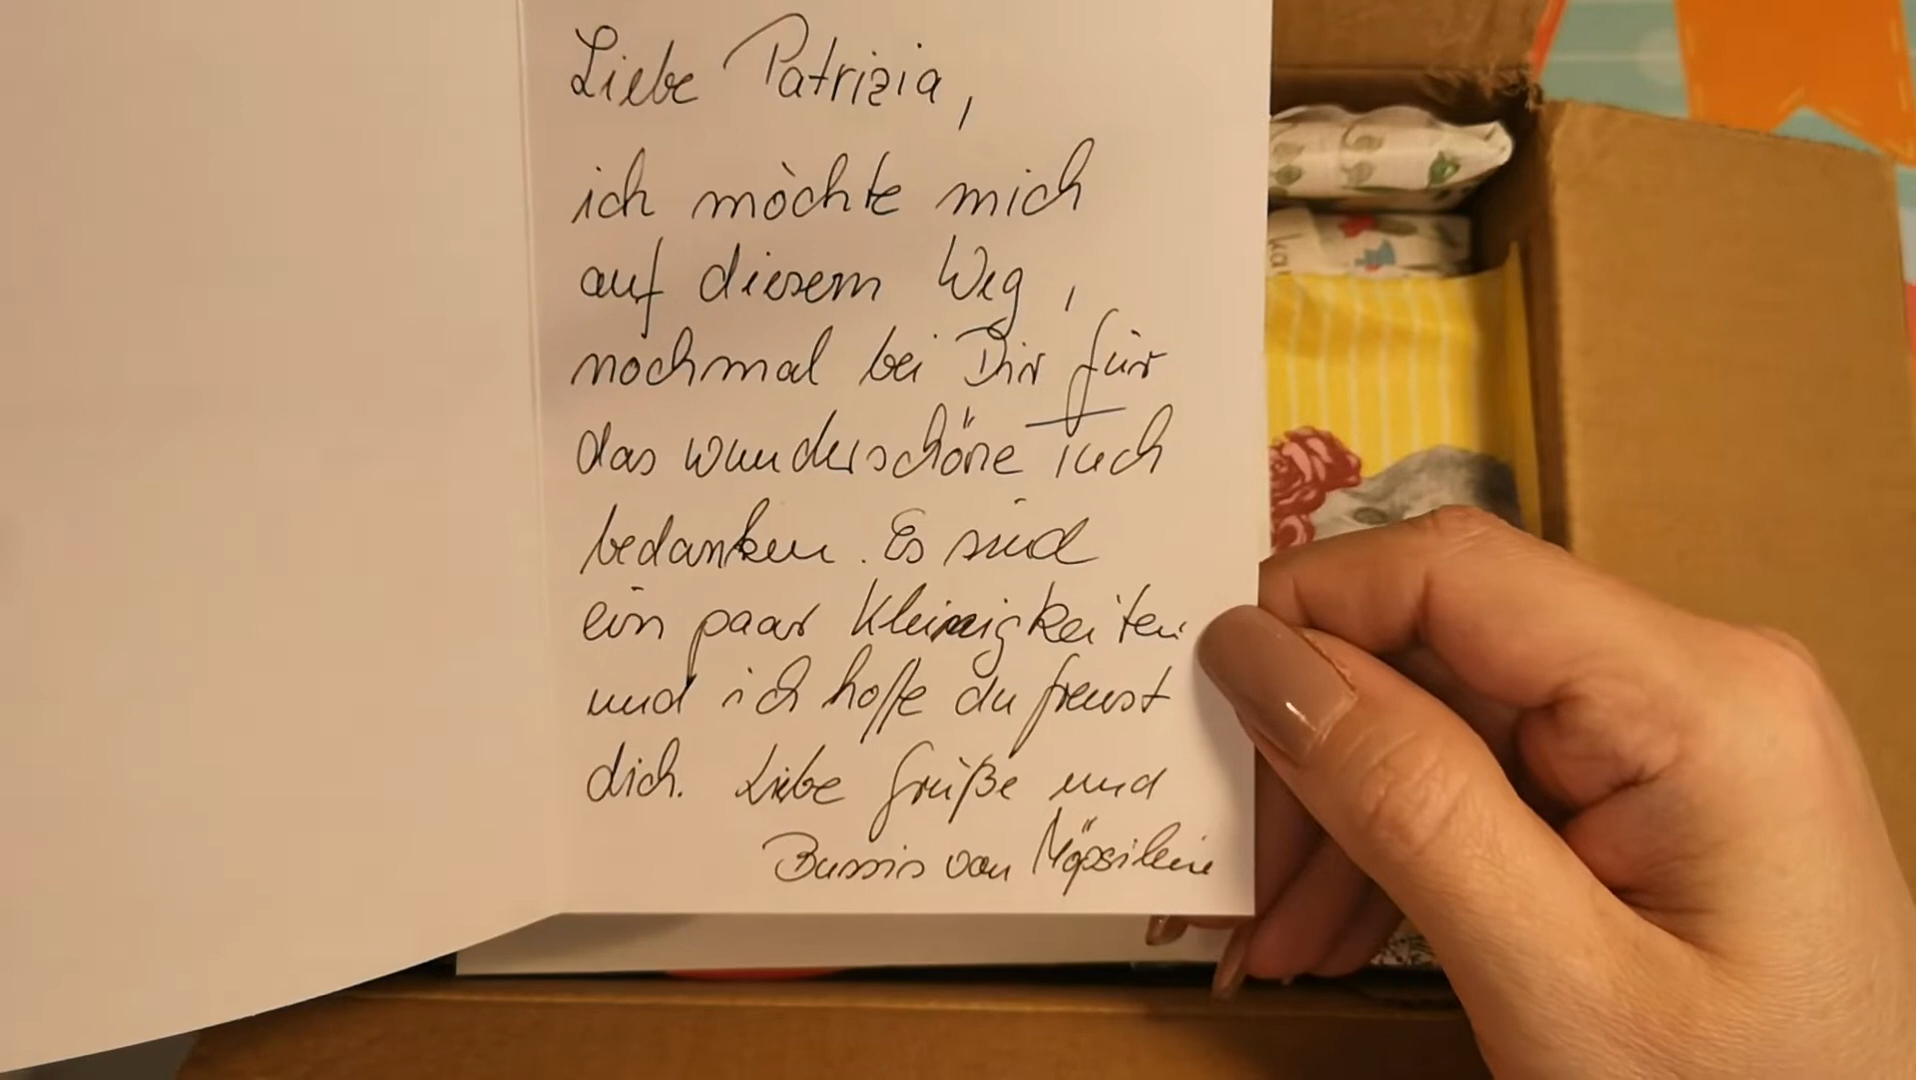 Liebe Patrizia,
ich möchte mich
auf diesem Weg,
nochmal bei Dir für
das wunderschöne Tuch
bedanken. Es sind
ein paar Kleinigkeiten
und ich hoffe du freust
dich. Liebe Grüße und
Bussis von Möpsilein